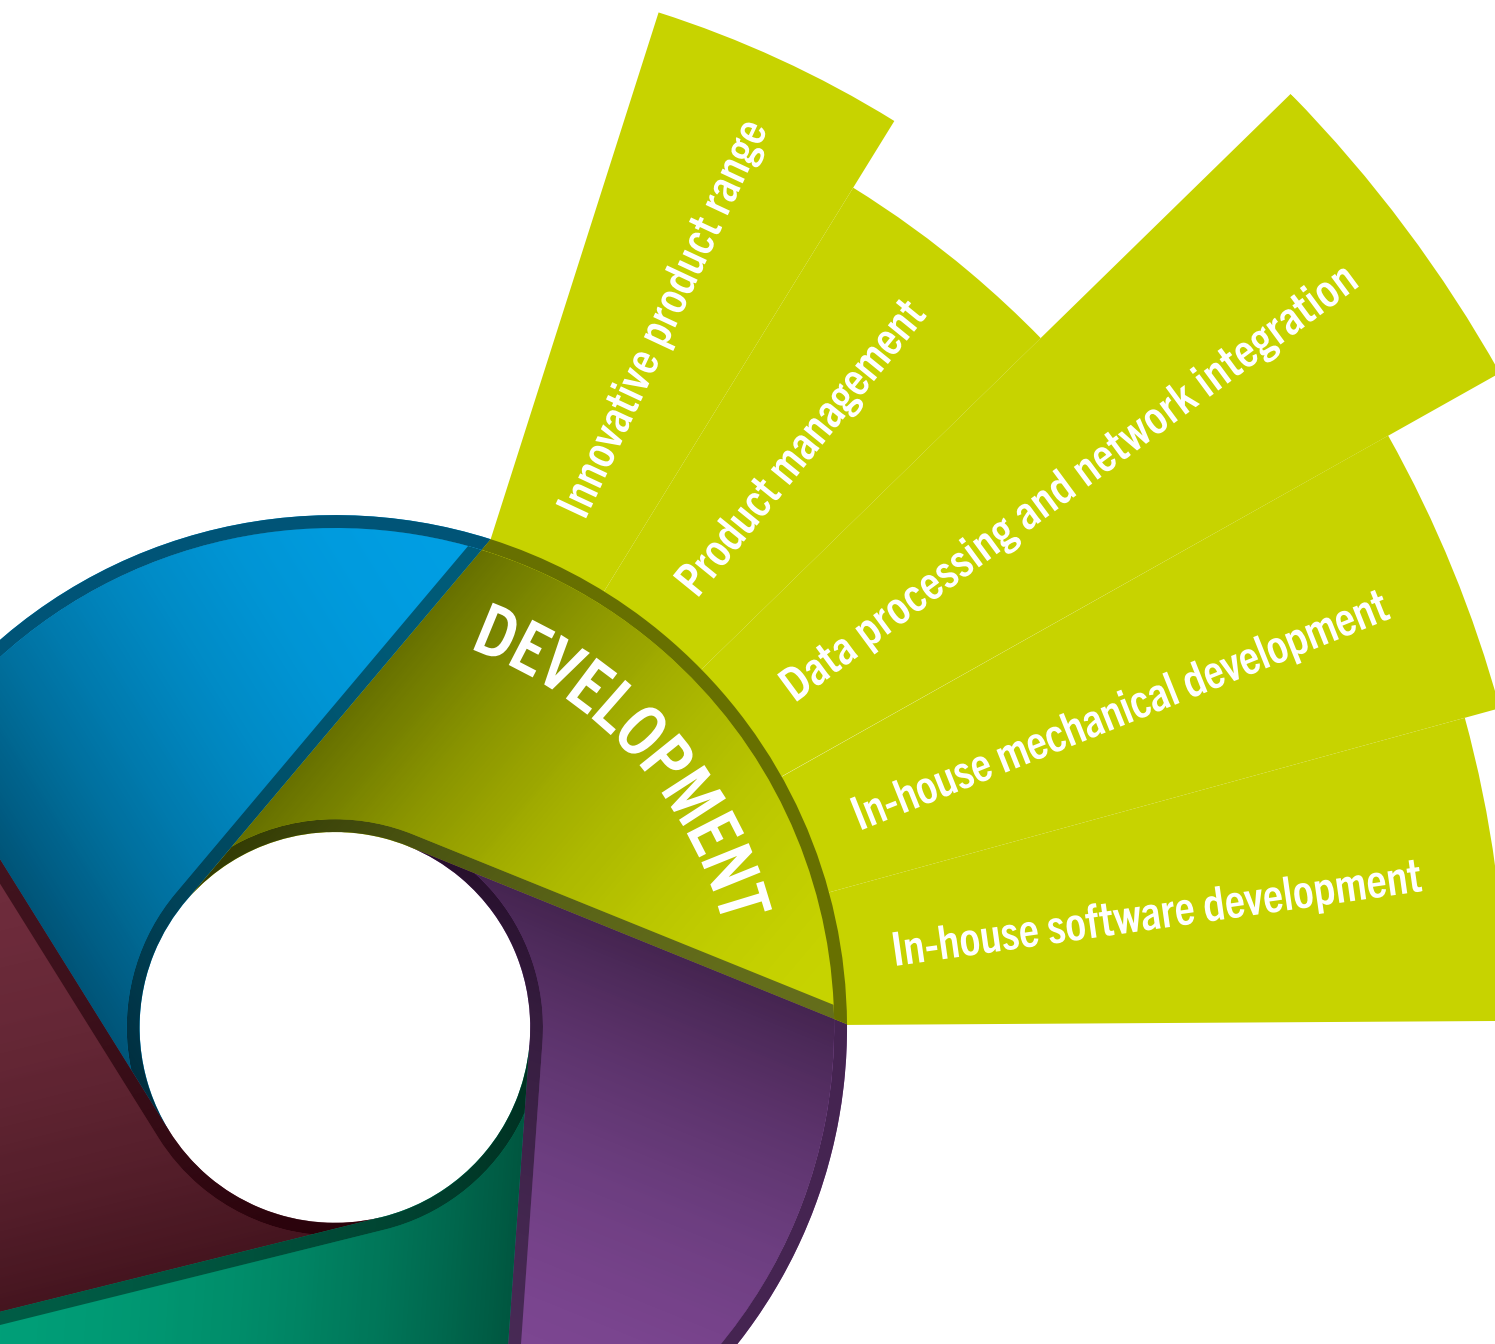 Innovative product range
Product management
Data processing and network integration
In-house mechanical development
In-house software development
DEVELOPMENT